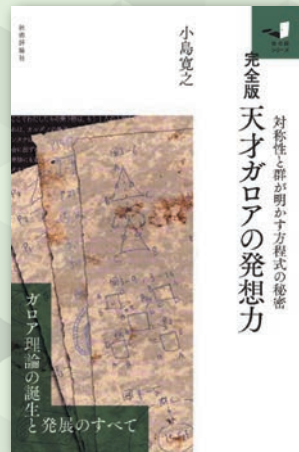 対称性と群が明かす方程式の秘密
完全版 天才ガロアの発想力
小島寛之
技術評論社
ガロア理論の誕生と
発展のすべて